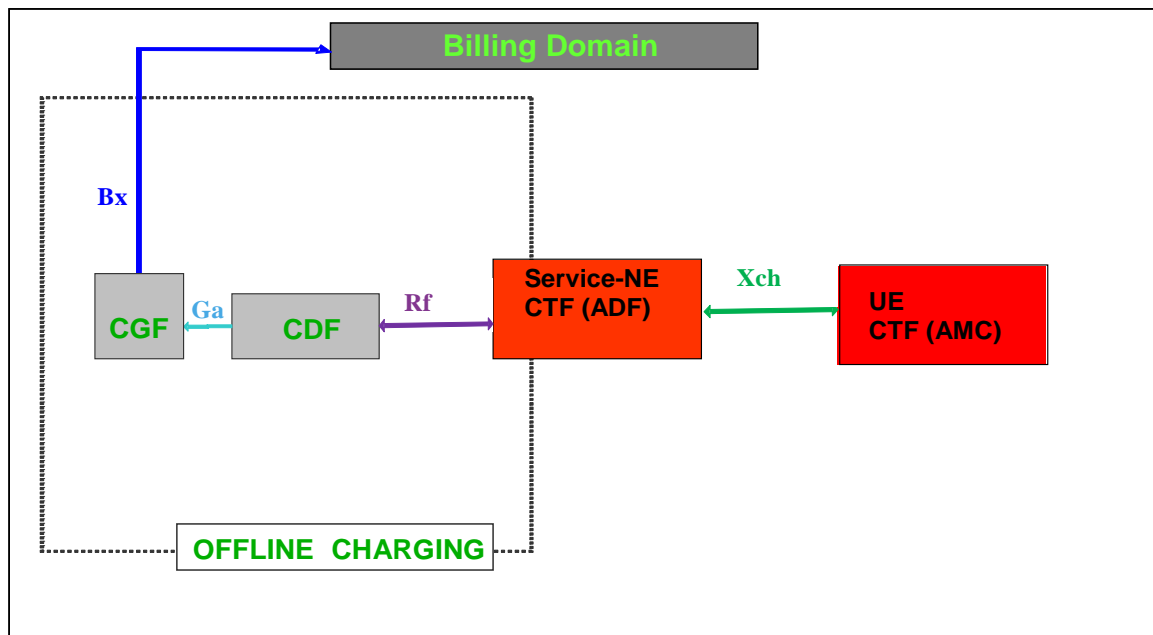 Billing Domain
Bx
Service-NE
CTF (ADF)
Xch
UE
CTF (AMC)
Ga
Rf
CGF
CDF
OFFLINE CHARGING